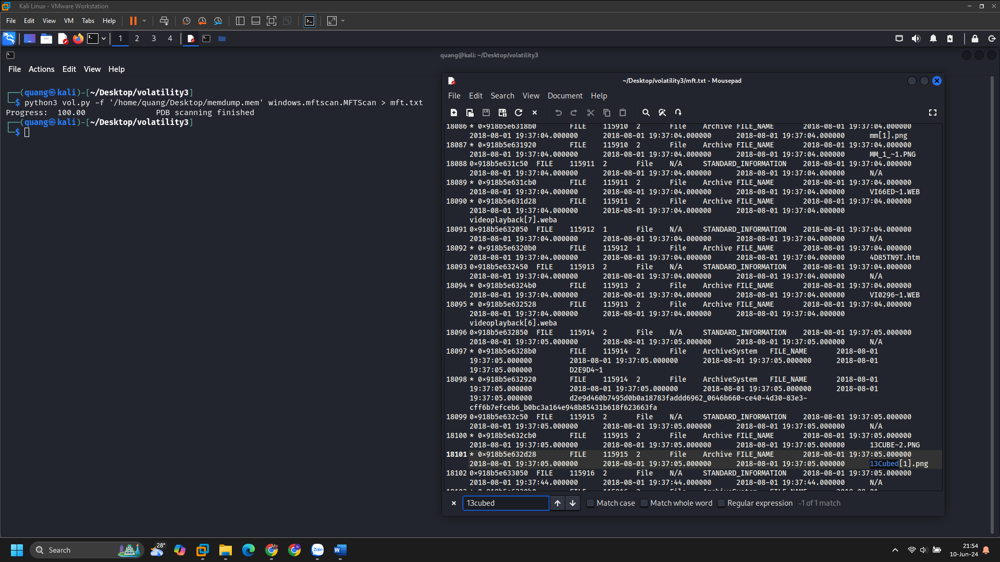 Kali Linux - VMware Workstation
File Edit View VM Tabs Help
1 2 3 4
quang@kali: ~/Desktop/volatility3
File Actions Edit View Help
┌──(quang㉿kali)-[~/Desktop/volatility3]
└─$ python3 vol.py -f '/home/quang/Desktop/memdump.mem' windows.mftscan.MFTScan > mft.txt
Progress: 100.00 PDB scanning finished
┌──(quang㉿kali)-[~/Desktop/volatility3]
└─$
~/Desktop/volatility3/mft.txt - Mousepad
File Edit Search View Document Help
18086 * 0×918b5e6318b0 FILE 115910 2 File Archive FILE_NAME 2018-08-01 19:37:04.000000
2018-08-01 19:37:04.000000 2018-08-01 19:37:04.000000 2018-08-01 19:37:04.000000 mm[1].png
18087 * 0×918b5e631920 FILE 115910 2 File Archive FILE_NAME 2018-08-01 19:37:04.000000
2018-08-01 19:37:04.000000 2018-08-01 19:37:04.000000 2018-08-01 19:37:04.000000 MM_1_~1.PNG
18088 0×918b5e631c50 FILE 115911 2 File N/A STANDARD_INFORMATION 2018-08-01 19:37:04.000000
2018-08-01 19:37:04.000000 2018-08-01 19:37:04.000000 2018-08-01 19:37:04.000000 N/A
18089 * 0×918b5e631cb0 FILE 115911 2 File Archive FILE_NAME 2018-08-01 19:37:04.000000
2018-08-01 19:37:04.000000 2018-08-01 19:37:04.000000 2018-08-01 19:37:04.000000 VI66ED~1.WEB
18090 * 0×918b5e631d28 FILE 115911 2 File Archive FILE_NAME 2018-08-01 19:37:04.000000
2018-08-01 19:37:04.000000 2018-08-01 19:37:04.000000 2018-08-01 19:37:04.000000
videoplayback[7].weba
18091 0×918b5e632050 FILE 115912 1 File N/A STANDARD_INFORMATION 2018-08-01 19:37:04.000000
2018-08-01 19:37:04.000000 2018-08-01 19:37:04.000000 2018-08-01 19:37:04.000000 N/A
18092 * 0×918b5e6320b0 FILE 115912 1 File Archive FILE_NAME 2018-08-01 19:37:04.000000
2018-08-01 19:37:04.000000 2018-08-01 19:37:04.000000 2018-08-01 19:37:04.000000 4D85TN9T.htm
18093 0×918b5e632450 FILE 115913 2 File N/A STANDARD_INFORMATION 2018-08-01 19:37:04.000000
2018-08-01 19:37:04.000000 2018-08-01 19:37:04.000000 2018-08-01 19:37:04.000000 N/A
18094 * 0×918b5e6324b0 FILE 115913 2 File Archive FILE_NAME 2018-08-01 19:37:04.000000
2018-08-01 19:37:04.000000 2018-08-01 19:37:04.000000 2018-08-01 19:37:04.000000 VI0296~1.WEB
18095 * 0×918b5e632528 FILE 115913 2 File Archive FILE_NAME 2018-08-01 19:37:04.000000
2018-08-01 19:37:04.000000 2018-08-01 19:37:04.000000 2018-08-01 19:37:04.000000
videoplayback[6].weba
18096 0×918b5e632850 FILE 115914 2 File N/A STANDARD_INFORMATION 2018-08-01 19:37:05.000000
2018-08-01 19:37:05.000000 2018-08-01 19:37:05.000000 2018-08-01 19:37:05.000000 N/A
18097 * 0×918b5e6328b0 FILE 115914 2 File ArchiveSystem FILE_NAME 2018-08-01
19:37:05.000000 2018-08-01 19:37:05.000000 2018-08-01 19:37:05.000000 2018-08-01
19:37:05.000000 D2E9D4~1
18098 * 0×918b5e632920 FILE 115914 2 File ArchiveSystem FILE_NAME 2018-08-01
19:37:05.000000 2018-08-01 19:37:05.000000 2018-08-01 19:37:05.000000 2018-08-01
19:37:05.000000 d2e9d460b7495d0b0a18783faddd6962_0646b660-ce40-4d30-83e3-
cff6b7efceb6_b0bc3a164e948b85431b618f623663fa
18099 0×918b5e632c50 FILE 115915 2 File N/A STANDARD_INFORMATION 2018-08-01 19:37:05.000000
2018-08-01 19:37:05.000000 2018-08-01 19:37:05.000000 2018-08-01 19:37:05.000000 N/A
18100 * 0×918b5e632cb0 FILE 115915 2 File Archive FILE_NAME 2018-08-01 19:37:05.000000
2018-08-01 19:37:05.000000 2018-08-01 19:37:05.000000 2018-08-01 19:37:05.000000 13CUBE~2.PNG
18101 * 0×918b5e632d28 FILE 115915 2 File Archive FILE_NAME 2018-08-01 19:37:05.000000
2018-08-01 19:37:05.000000 2018-08-01 19:37:05.000000 2018-08-01 19:37:05.000000 13Cubed[1].png
18102 0×918b5e633050 FILE 115916 2 File N/A STANDARD_INFORMATION 2018-08-01 19:37:05.000000
2018-08-01 19:37:44.000000 2018-08-01 19:37:44.000000 2018-08-01 19:37:44.000000 N/A
13cubed Match case Match whole word Regular expression -1 of 1 match
Search
28°
Zalo
21:54
10-Jun-24